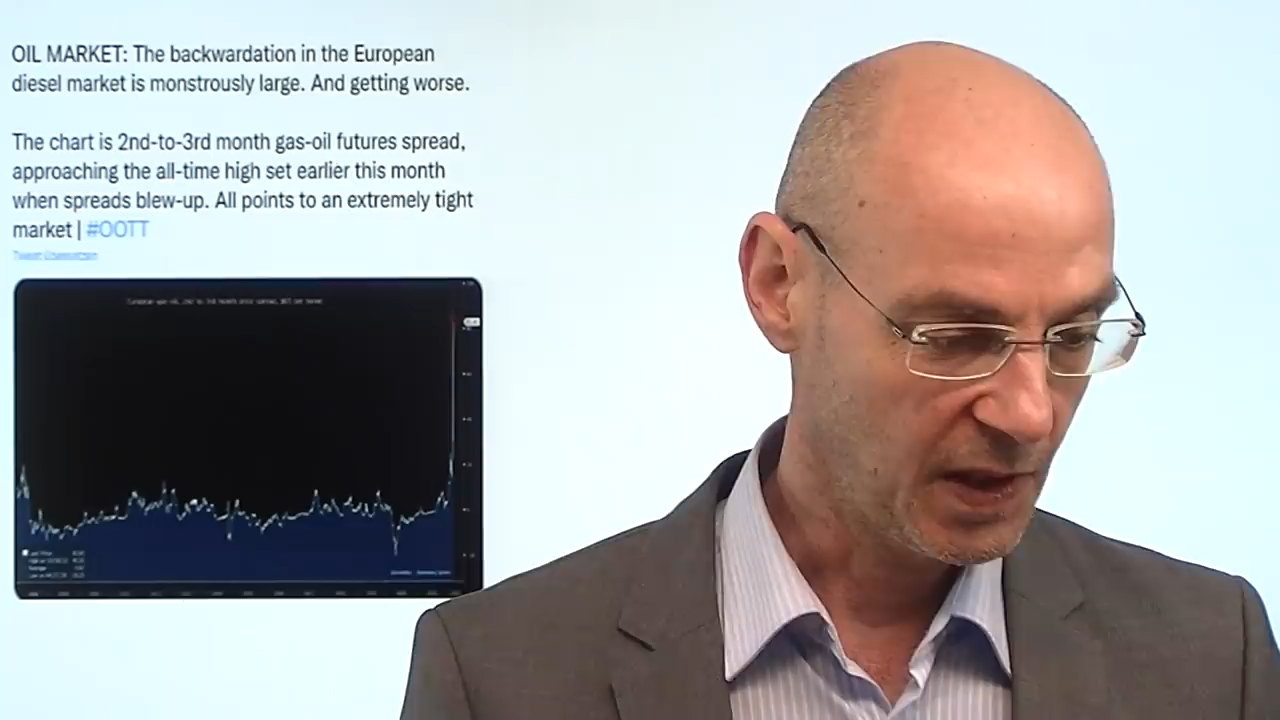 OIL MARKET: The backwardation in the European
diesel market is monstrously large. And getting worse.
The chart is 2nd-to-3rd month gas-oil futures spread,
approaching the all-time high set earlier this month
when spreads blew-up. All points to an extremely tight
market | #OOTT
Tweet übersetzen